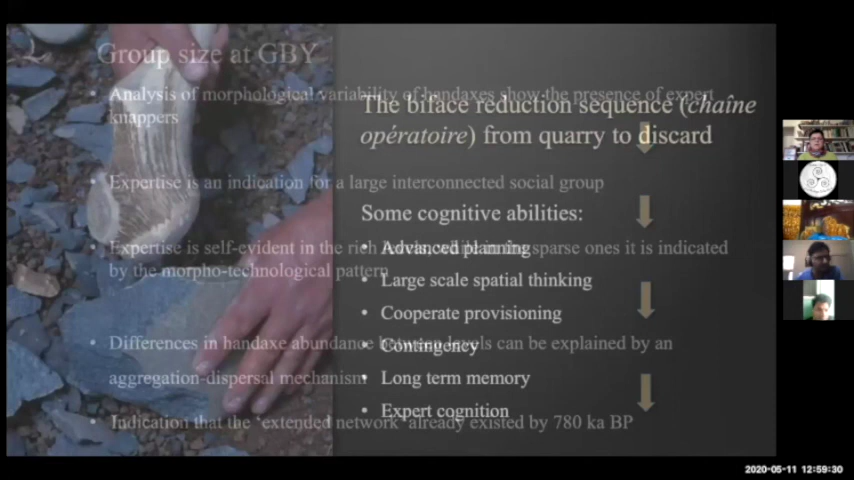 Group size at GBY
Analysis of morphological variability of handaxes show the presence of expert
knappers
Expertise is an indication for a large interconnected social group
Expertise is self-evident in the rich sparse ones it is indicated
by the morpho-technological pattern
Differences in handaxe abundance between levels can be explained by an
aggregation-dispersal mechanism
Indication that the ‘extended network’ already existed by 780 ka BP
The biface reduction sequence (chaîne
opératoire) from quarry to discard
Some cognitive abilities:
• Advanced planning
• Large scale spatial thinking
• Cooperate provisioning
• Contingency
• Long term memory
• Expert cognition
2020-05-11 12:59:30